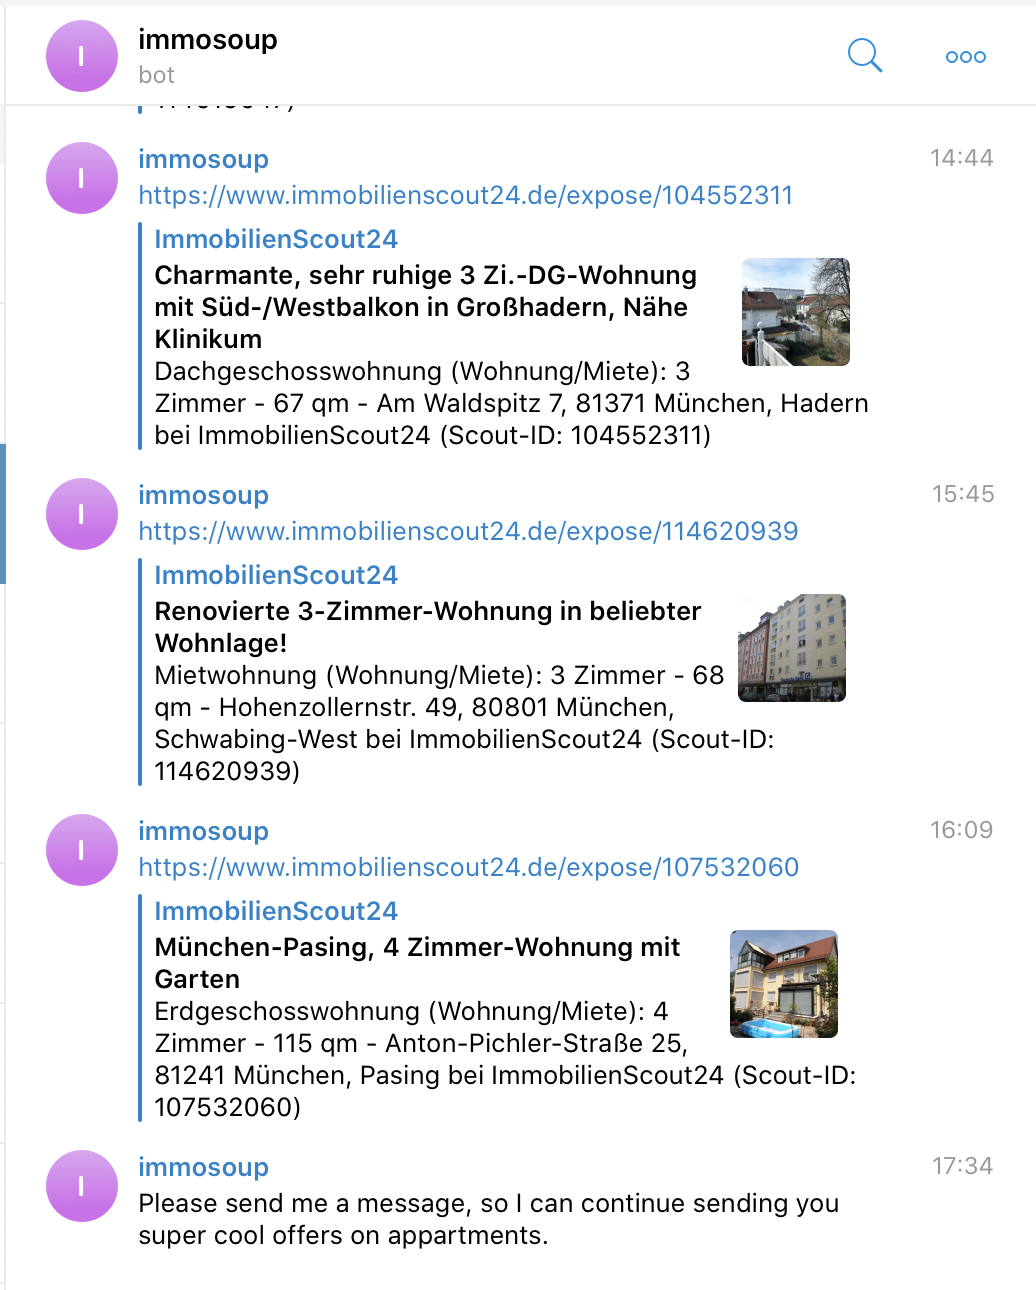 immosoup
bot
immosoup
14:44
https://www.immobilienscout24.de/expose/104552311
ImmobilienScout24
Charmante, sehr ruhige 3 Zi.-DG-Wohnung
mit Süd-/Westbalkon in Großhadern, Nähe
Klinikum
Dachgeschosswohnung (Wohnung/Miete): 3
Zimmer - 67 qm - Am Waldspitz 7, 81371 München, Hadern
bei ImmobilienScout24 (Scout-ID: 104552311)
immosoup
15:45
https://www.immobilienscout24.de/expose/114620939
ImmobilienScout24
Renovierte 3-Zimmer-Wohnung in beliebter
Wohnlage!
Mietwohnung (Wohnung/Miete): 3 Zimmer - 68
qm - Hohenzollernstr. 49, 80801 München,
Schwabing-West bei ImmobilienScout24 (Scout-ID:
114620939)
immosoup
16:09
https://www.immobilienscout24.de/expose/107532060
ImmobilienScout24
München-Pasing, 4 Zimmer-Wohnung mit
Garten
Erdgeschosswohnung (Wohnung/Miete): 4
Zimmer - 115 qm - Anton-Pichler-Straße 25,
81241 München, Pasing bei ImmobilienScout24 (Scout-ID:
107532060)
immosoup
17:34
Please send me a message, so I can continue sending you
super cool offers on appartments.